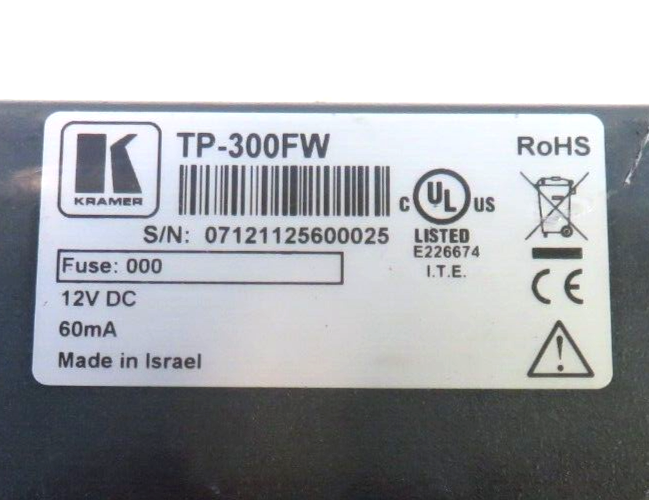 K
KRAMER
TP-300FW
S/N: 07121125600025
Fuse: 000
12V DC
60mA
Made in Israel
C UL US
LISTED
E226674
I.T.E.
RoHS
CE
!